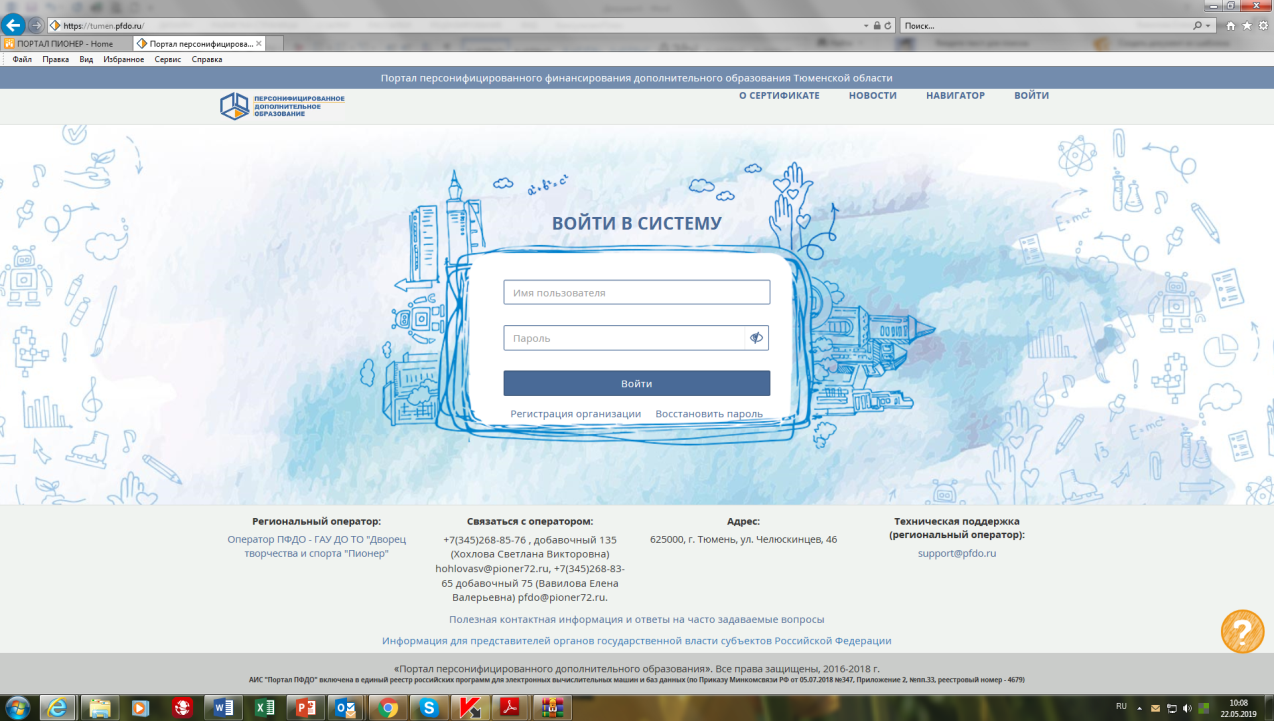 https://tumen.pfdo.ru/
Поиск...
ПОРТАЛ ПИОНЕР - Home
Портал персонифицирова...
Файл Правка Вид Избранное Сервис Справка
Портал персонифицированного финансирования дополнительного образования Тюменской области
ПЕРСОНИФИЦИРОВАННОЕ
ДОПОЛНИТЕЛЬНОЕ
ОБРАЗОВАНИЕ
О СЕРТИФИКАТЕ НОВОСТИ НАВИГАТОР ВОЙТИ
a²+b²=c²
E=mc²
E=mc²
ВОЙТИ В СИСТЕМУ
Имя пользователя
Пароль
Войти
Регистрация организации Восстановить пароль
Региональный оператор:
Оператор ПФДО - ГАУ ДО ТО "Дворец
творчества и спорта "Пионер"
Связаться с оператором:
+7(345)268-85-76 , добавочный 135
(Хохлова Светлана Викторовна)
hohlovasv@pioner72.ru, +7(345)268-83-
65 добавочный 75 (Вавилова Елена
Валерьевна) pfdo@pioner72.ru.
Адрес:
625000, г. Тюмень, ул. Челюскинцев, 46
Техническая поддержка
(региональный оператор):
support@pfdo.ru
Полезная контактная информация и ответы на часто задаваемые вопросы
Информация для представителей органов государственной власти субъектов Российской Федерации
?
«Портал персонифицированного дополнительного образования». Все права защищены, 2016-2018 г.
АИС "Портал ПФДО" включена в единый реестр российских программ для электронных вычислительных машин и баз данных (по Приказу Минкомсвязи РФ от 05.07.2018 №347, Приложение 2, №пп.33, реестровый номер - 4679)
RU
10:08
22.05.2019